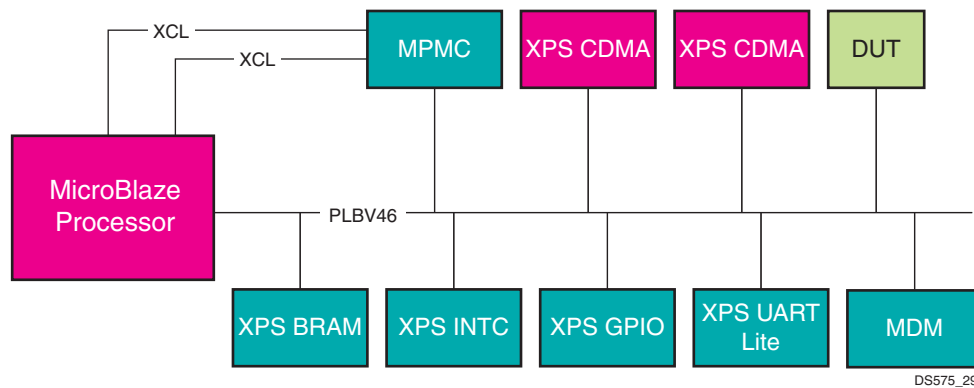 XCL
XCL
MPMC
XPS CDMA
XPS CDMA
DUT
MicroBlaze
Processor
PLBV46
XPS BRAM
XPS INTC
XPS GPIO
XPS UART
Lite
MDM
DS575_29